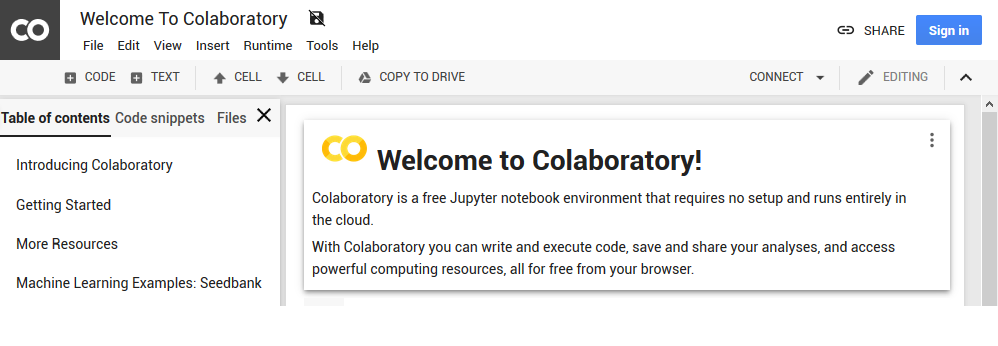 CO Welcome To Colaboratory
File Edit View Insert Runtime Tools Help
SHARE Sign in
CODE TEXT CELL CELL COPY TO DRIVE CONNECT EDITING
Table of contents Code snippets Files
Introducing Colaboratory
Getting Started
More Resources
Machine Learning Examples: Seedbank
CO Welcome to Colaboratory!
Colaboratory is a free Jupyter notebook environment that requires no setup and runs entirely in
the cloud.
With Colaboratory you can write and execute code, save and share your analyses, and access
powerful computing resources, all for free from your browser.